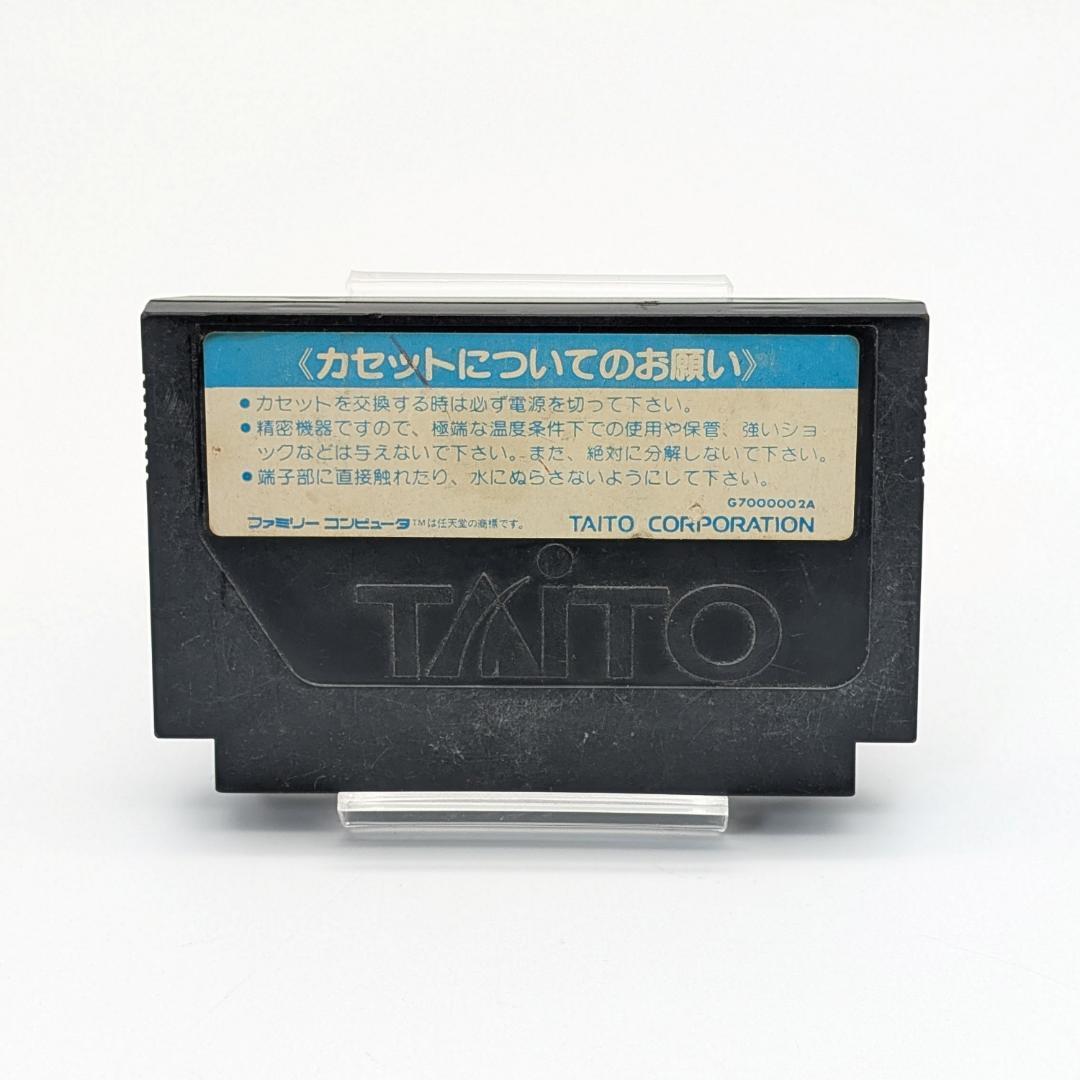 《カセットについてのお願い》
●カセットを交換する時は必ず電源を切って下さい。
●精密機器ですので、極端な温度条件下での使用や保管、強いショ
ックなどは与えないで下さい。また、絶対に分解しないで下さい。
●端子部に直接触れたり、水にぬらさないようにして下さい。
G7000002A
ファミリー コンピュータ™は任天堂の商標です。 TAITO CORPORATION
TAiTO